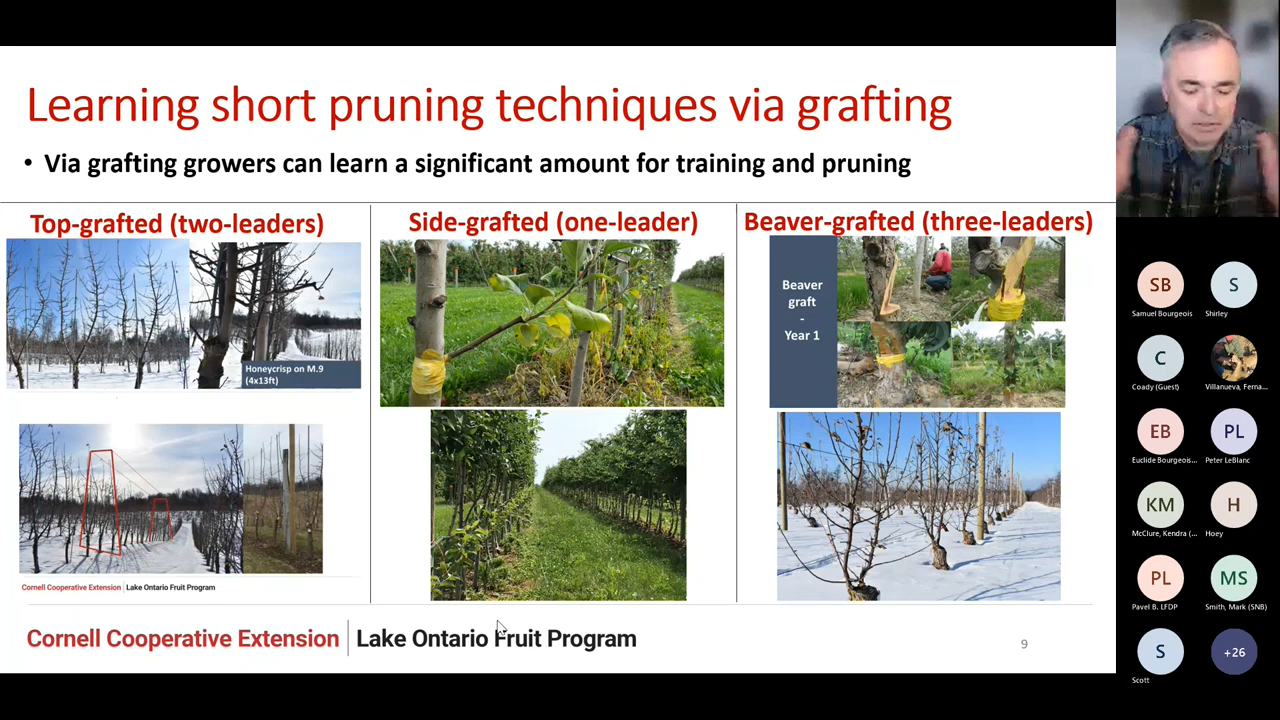 Learning short pruning techniques via grafting
• Via grafting growers can learn a significant amount for training and pruning
Top-grafted (two-leaders)
Side-grafted (one-leader)
Beaver-grafted (three-leaders)
Honeycrisp on M.9
(4x13ft)
Beaver
graft
-
Year 1
Cornell Cooperative Extension | Lake Ontario Fruit Program
Cornell Cooperative Extension | Lake Ontario Fruit Program
9
SB
Samuel Bourgeois
S
Shirley
C
Coady (Guest)
Villanueva, Ferna...
EB
Euclide Bourgeois...
PL
Peter LeBlanc
KM
McClure, Kendra (...
H
Hoey
PL
Pavel B. LFDP
MS
Smith, Mark (SNB)
S
Scott
+26